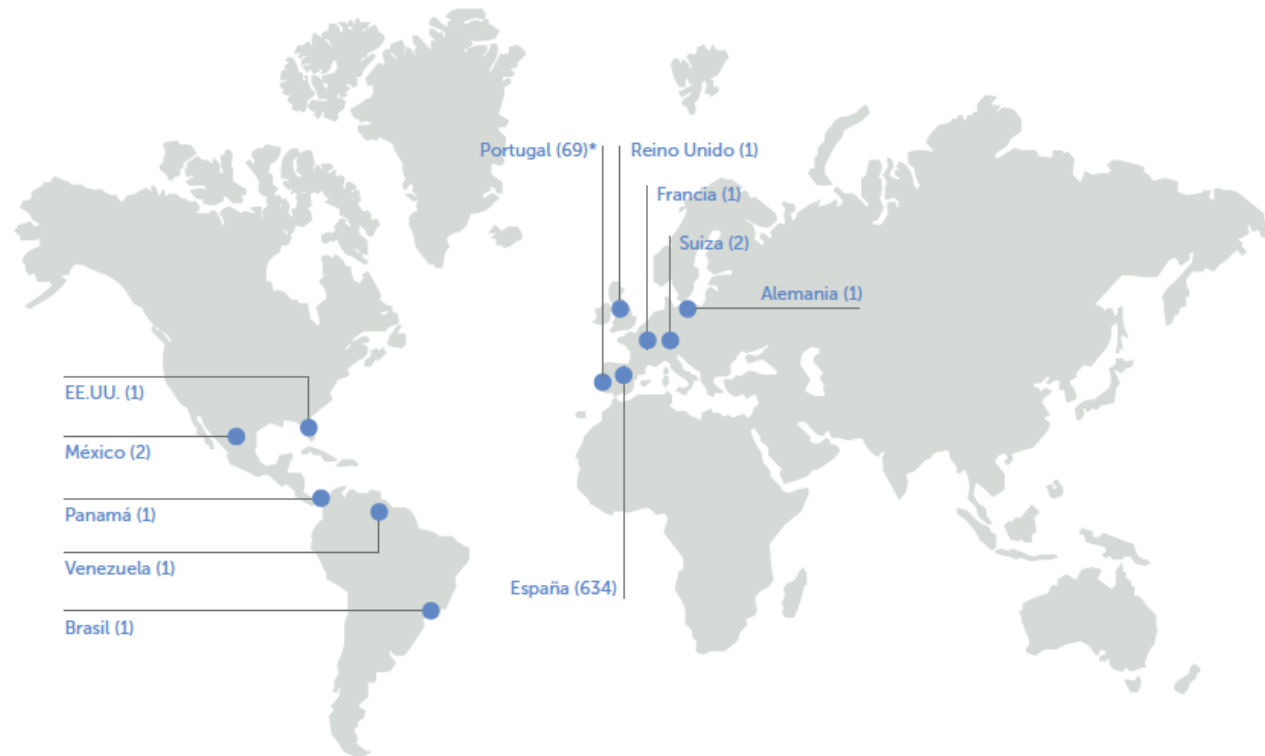 Portugal (69)*
Reino Unido (1)
Francia (1)
Suiza (2)
Alemania (1)
EE.UU. (1)
México (2)
Panamá (1)
Venezuela (1)
España (634)
Brasil (1)